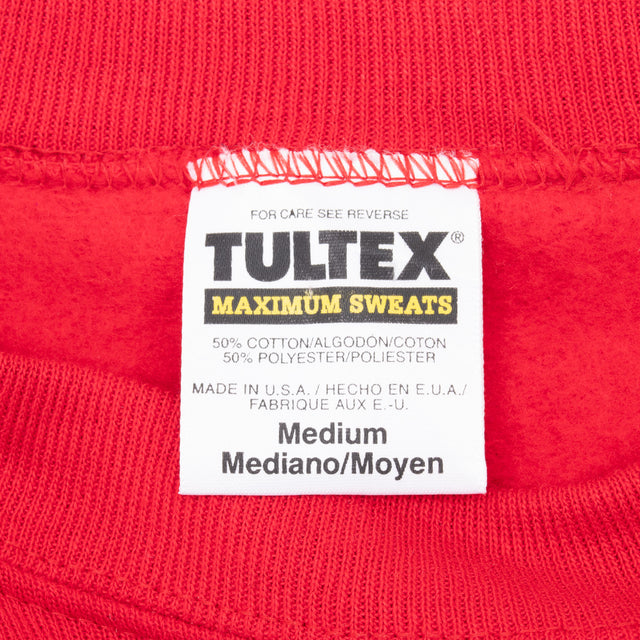 FOR CARE SEE REVERSE
TULTEX®
MAXIMUM SWEATS
50% COTTON/ALGODÓN/COTON
50% POLYESTER/POLIESTER
MADE IN U.S.A. / HECHO EN E.U.A./
FABRIQUE AUX E.-U.
Medium
Mediano/Moyen